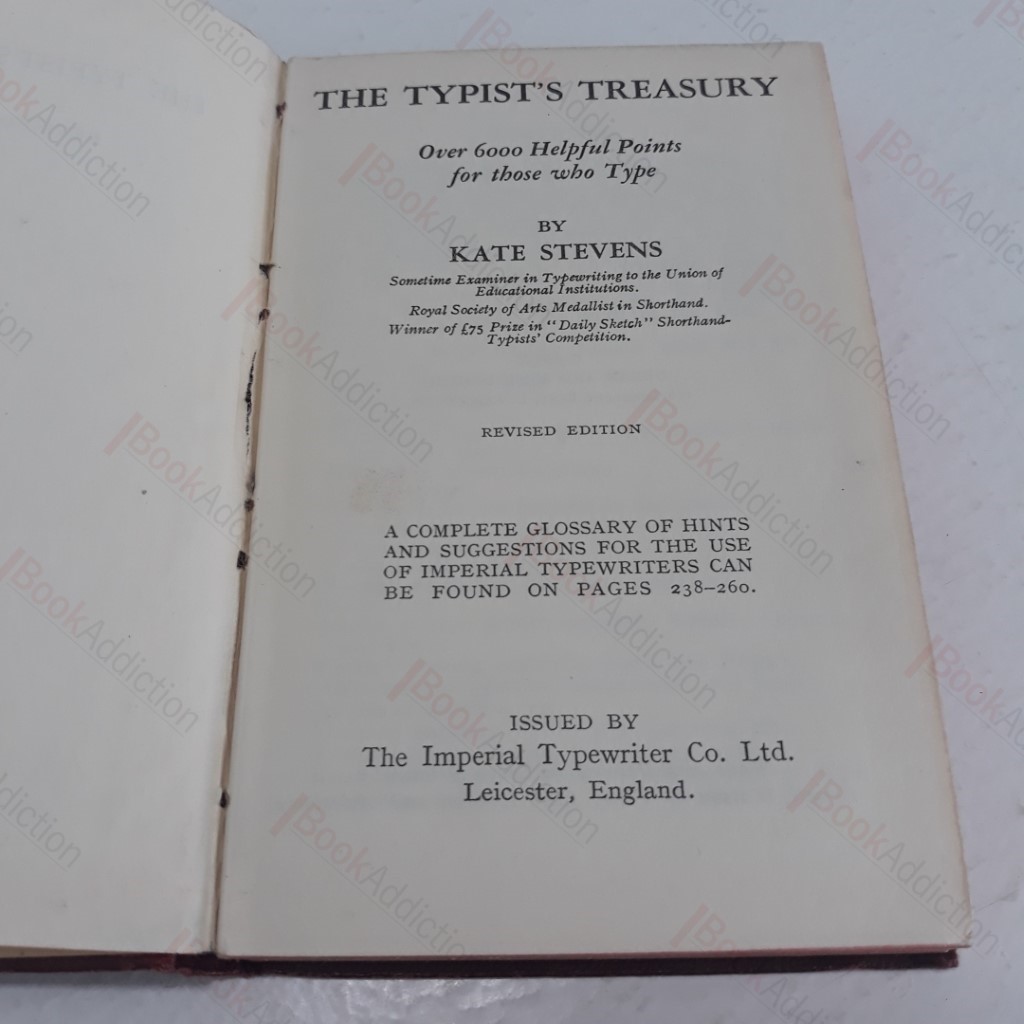 THE TYPIST'S TREASURY
Over 6000 Helpful Points
for those who Type
BY
KATE STEVENS
Sometime Examiner in Typewriting to the Union of
Educational Institutions.
Royal Society of Arts Medallist in Shorthand.
Winner of £75 Prize in "Daily Sketch" Shorthand-
Typists' Competition.
REVISED EDITION
A COMPLETE GLOSSARY OF HINTS
AND SUGGESTIONS FOR THE USE
OF IMPERIAL TYPEWRITERS CAN
BE FOUND ON PAGES 238–260.
ISSUED BY
The Imperial Typewriter Co. Ltd.
Leicester, England.
BookAddiction